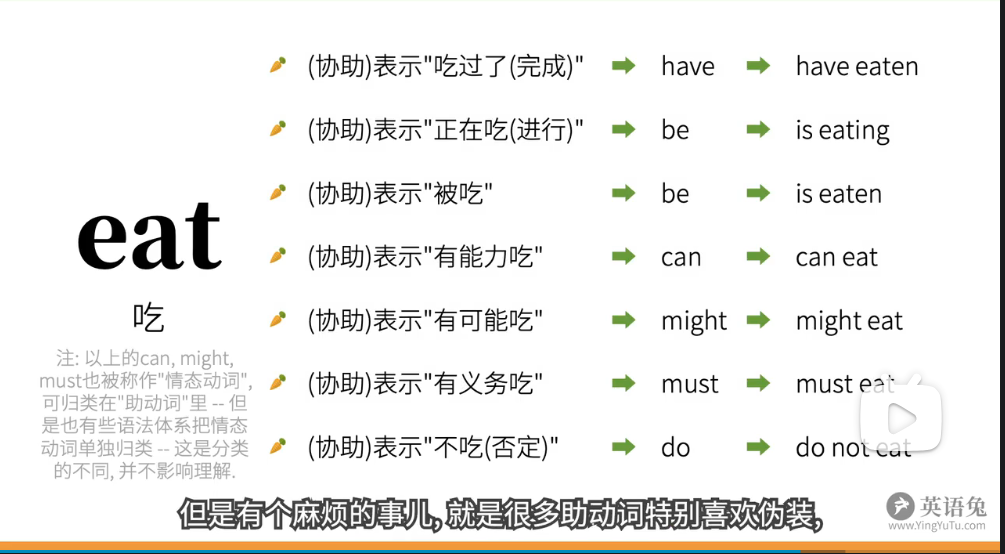 (协助)表示"吃过了(完成)" have have eaten
(协助)表示"正在吃(进行)" be is eating
(协助)表示"被吃" be is eaten
(协助)表示"有能力吃" can can eat
(协助)表示"有可能吃" might might eat
(协助)表示"有义务吃" must must eat
(协助)表示"不吃(否定)" do do not eat
eat
吃
注: 以上的can, might,
must也被称作"情态动词",
可归类在"助动词"里 -- 但
是也有些语法体系把情态
动词单独归类 -- 这是分类
的不同, 并不影响理解.
但是有个麻烦的事儿, 就是很多助动词特别喜欢伪装,
英语兔
www.YingYuTu.com